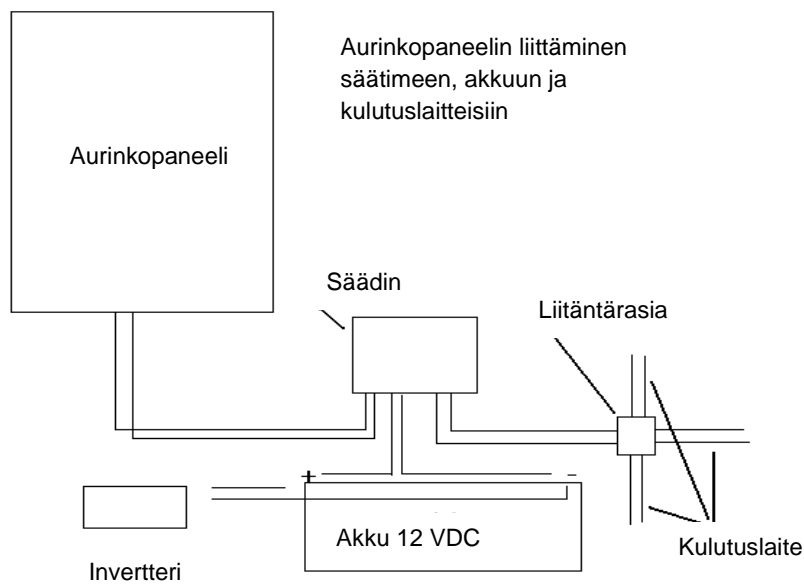 Aurinkopaneelin liittäminen
säätimeen, akkuun ja
kulutuslaitteisiin
Aurinkopaneeli
Säädin
Liitäntärasia
+ -
Akku 12 VDC
Kulutuslaite
Invertteri